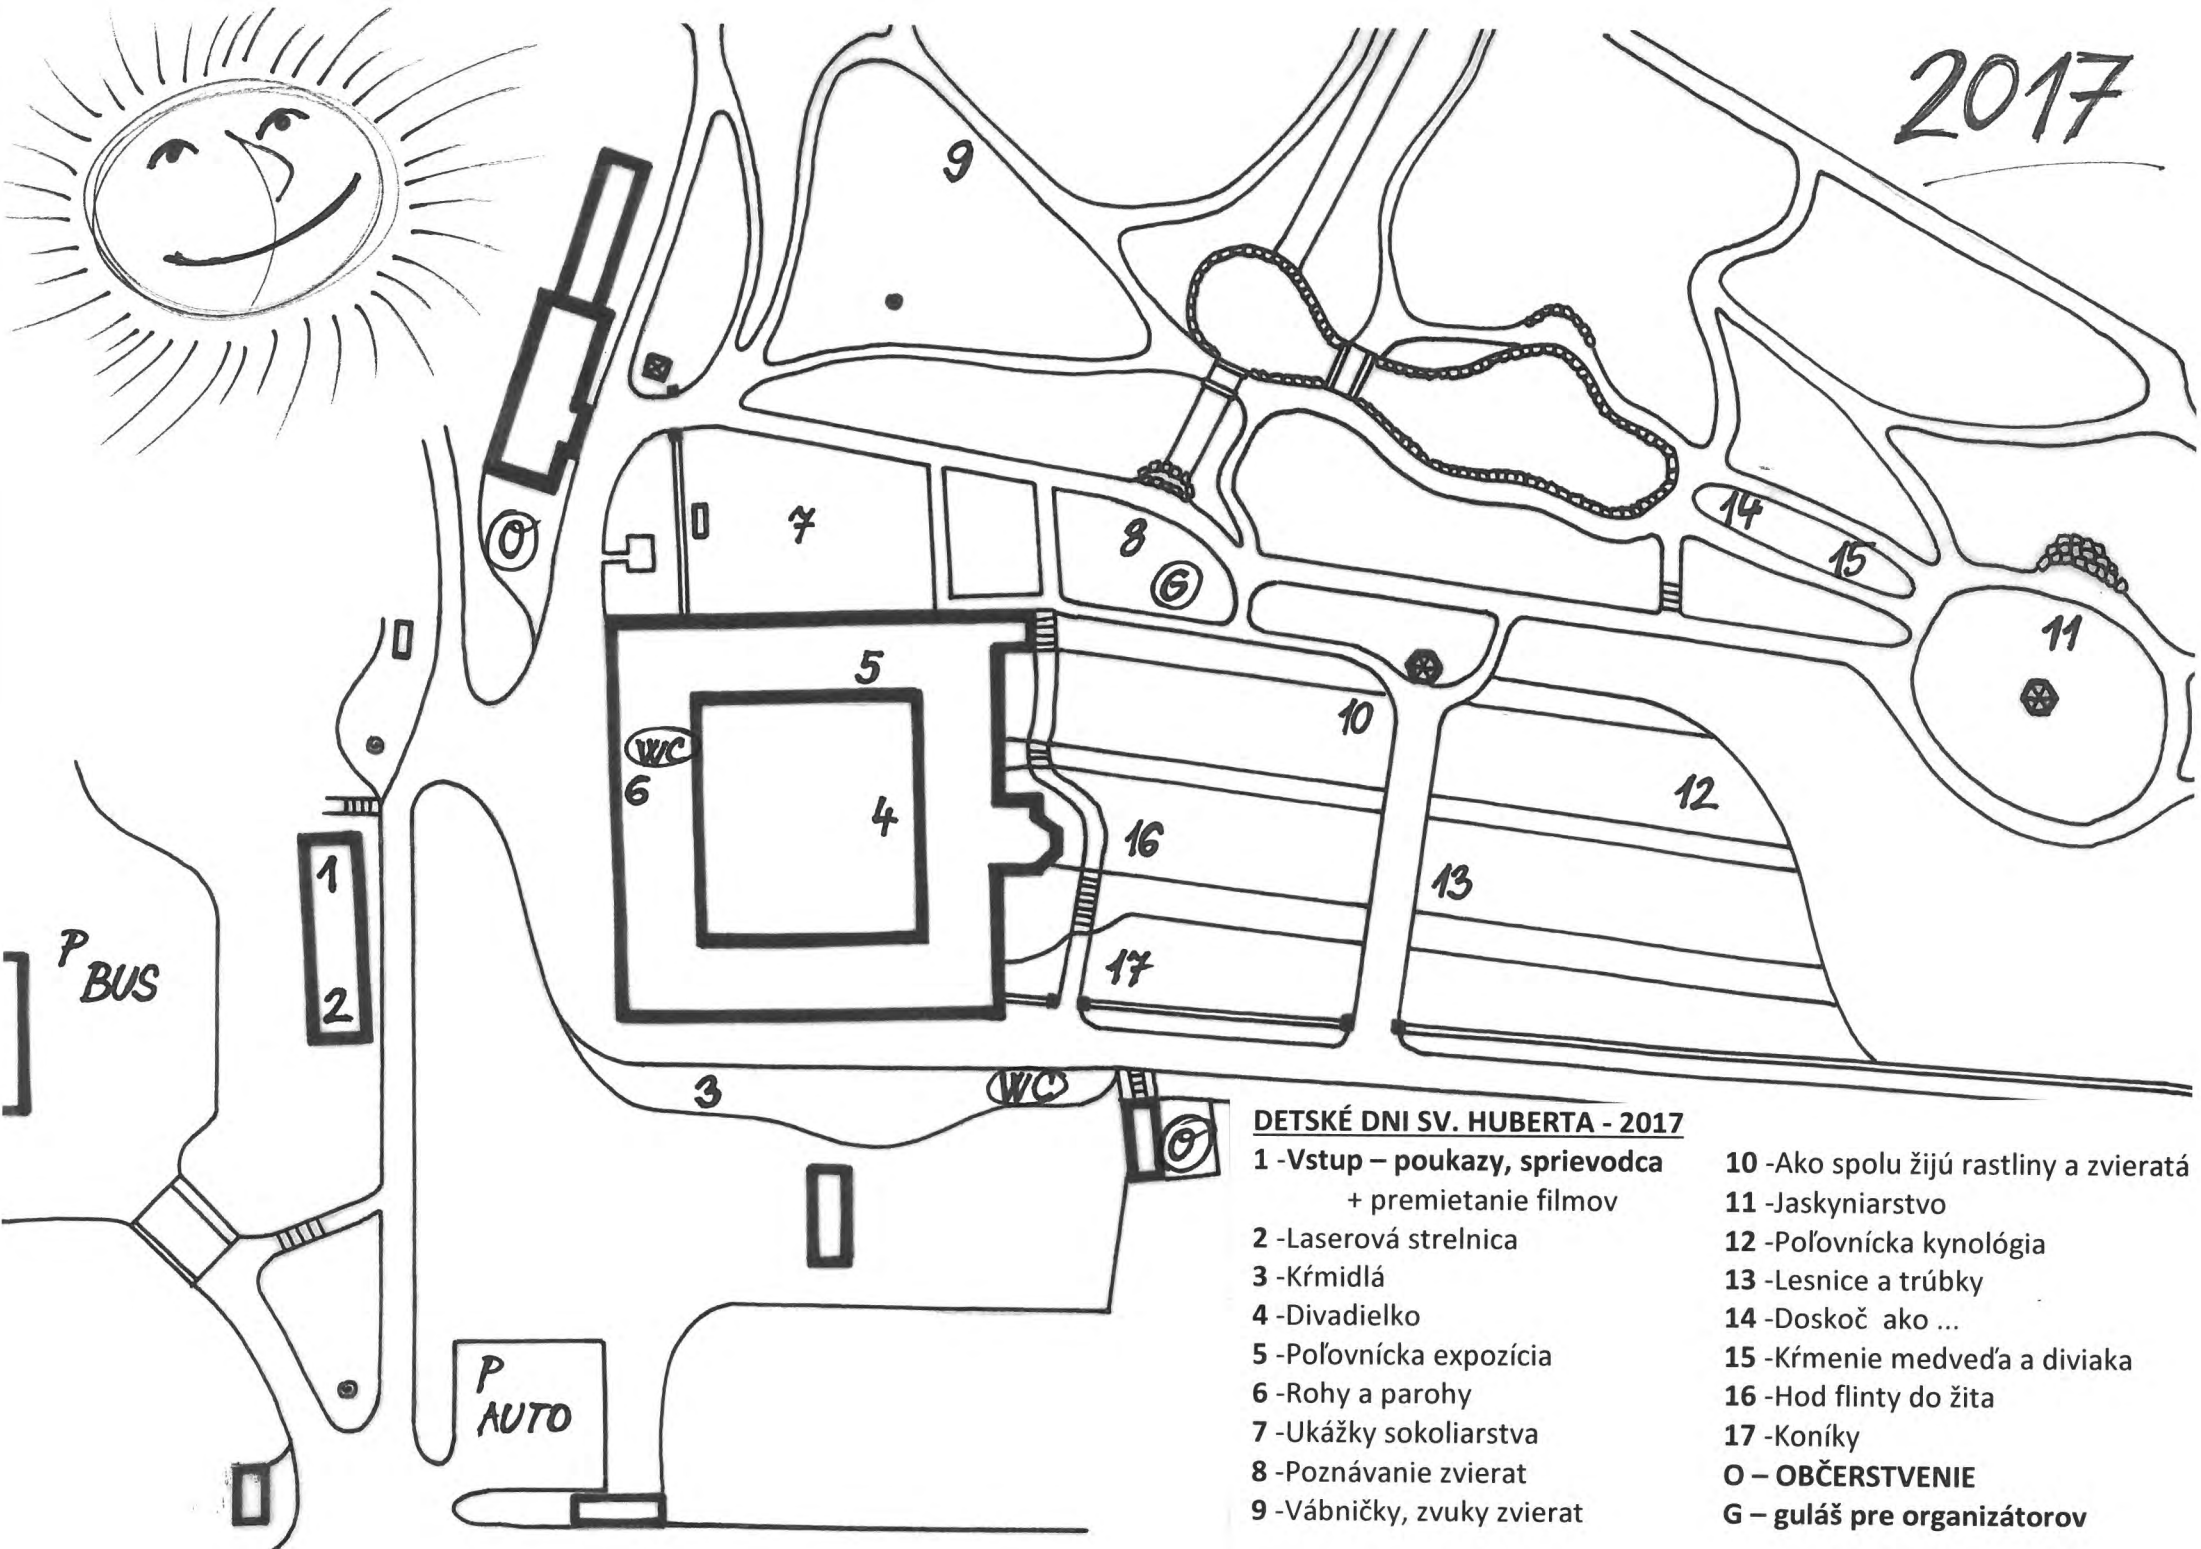 2017
9
7
8
G
O
14
15
11
5
10
WC
6
4
12
16
13
1
17
P
BUS
2
3
WC
O
P
AUTO
DETSKÉ DNI SV. HUBERTA - 2017
1 -Vstup – poukazy, sprievodca
+ premietanie filmov
2 -Laserová strelnica
3 -Kŕmidlá
4 -Divadielko
5 -Poľovnícka expozícia
6 -Rohy a parohy
7 -Ukážky sokoliarstva
8 -Poznávanie zvierat
9 -Vábničky, zvuky zvierat
10 -Ako spolu žijú rastliny a zvieratá
11 -Jaskyniarstvo
12 -Poľovnícka kynológia
13 -Lesnice a trúbky
14 -Doskoč ako ...
15 -Kŕmenie medveďa a diviaka
16 -Hod flinty do žita
17 -Koníky
O – OBČERSTVENIE
G – guláš pre organizátorov